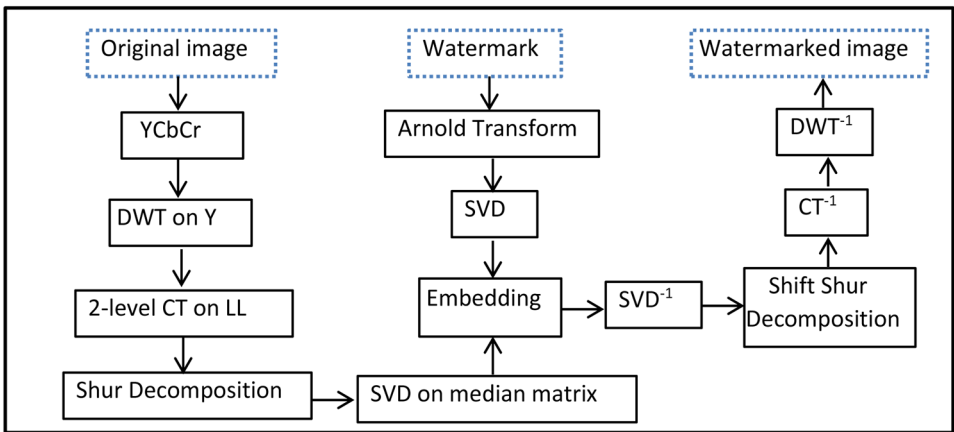 Original image
YCbCr
DWT on Y
2-level CT on LL
Shur Decomposition
Watermark
Arnold Transform
SVD
Embedding
SVD on median matrix
SVD⁻¹
Watermarked image
DWT⁻¹
CT⁻¹
Shift Shur
Decomposition